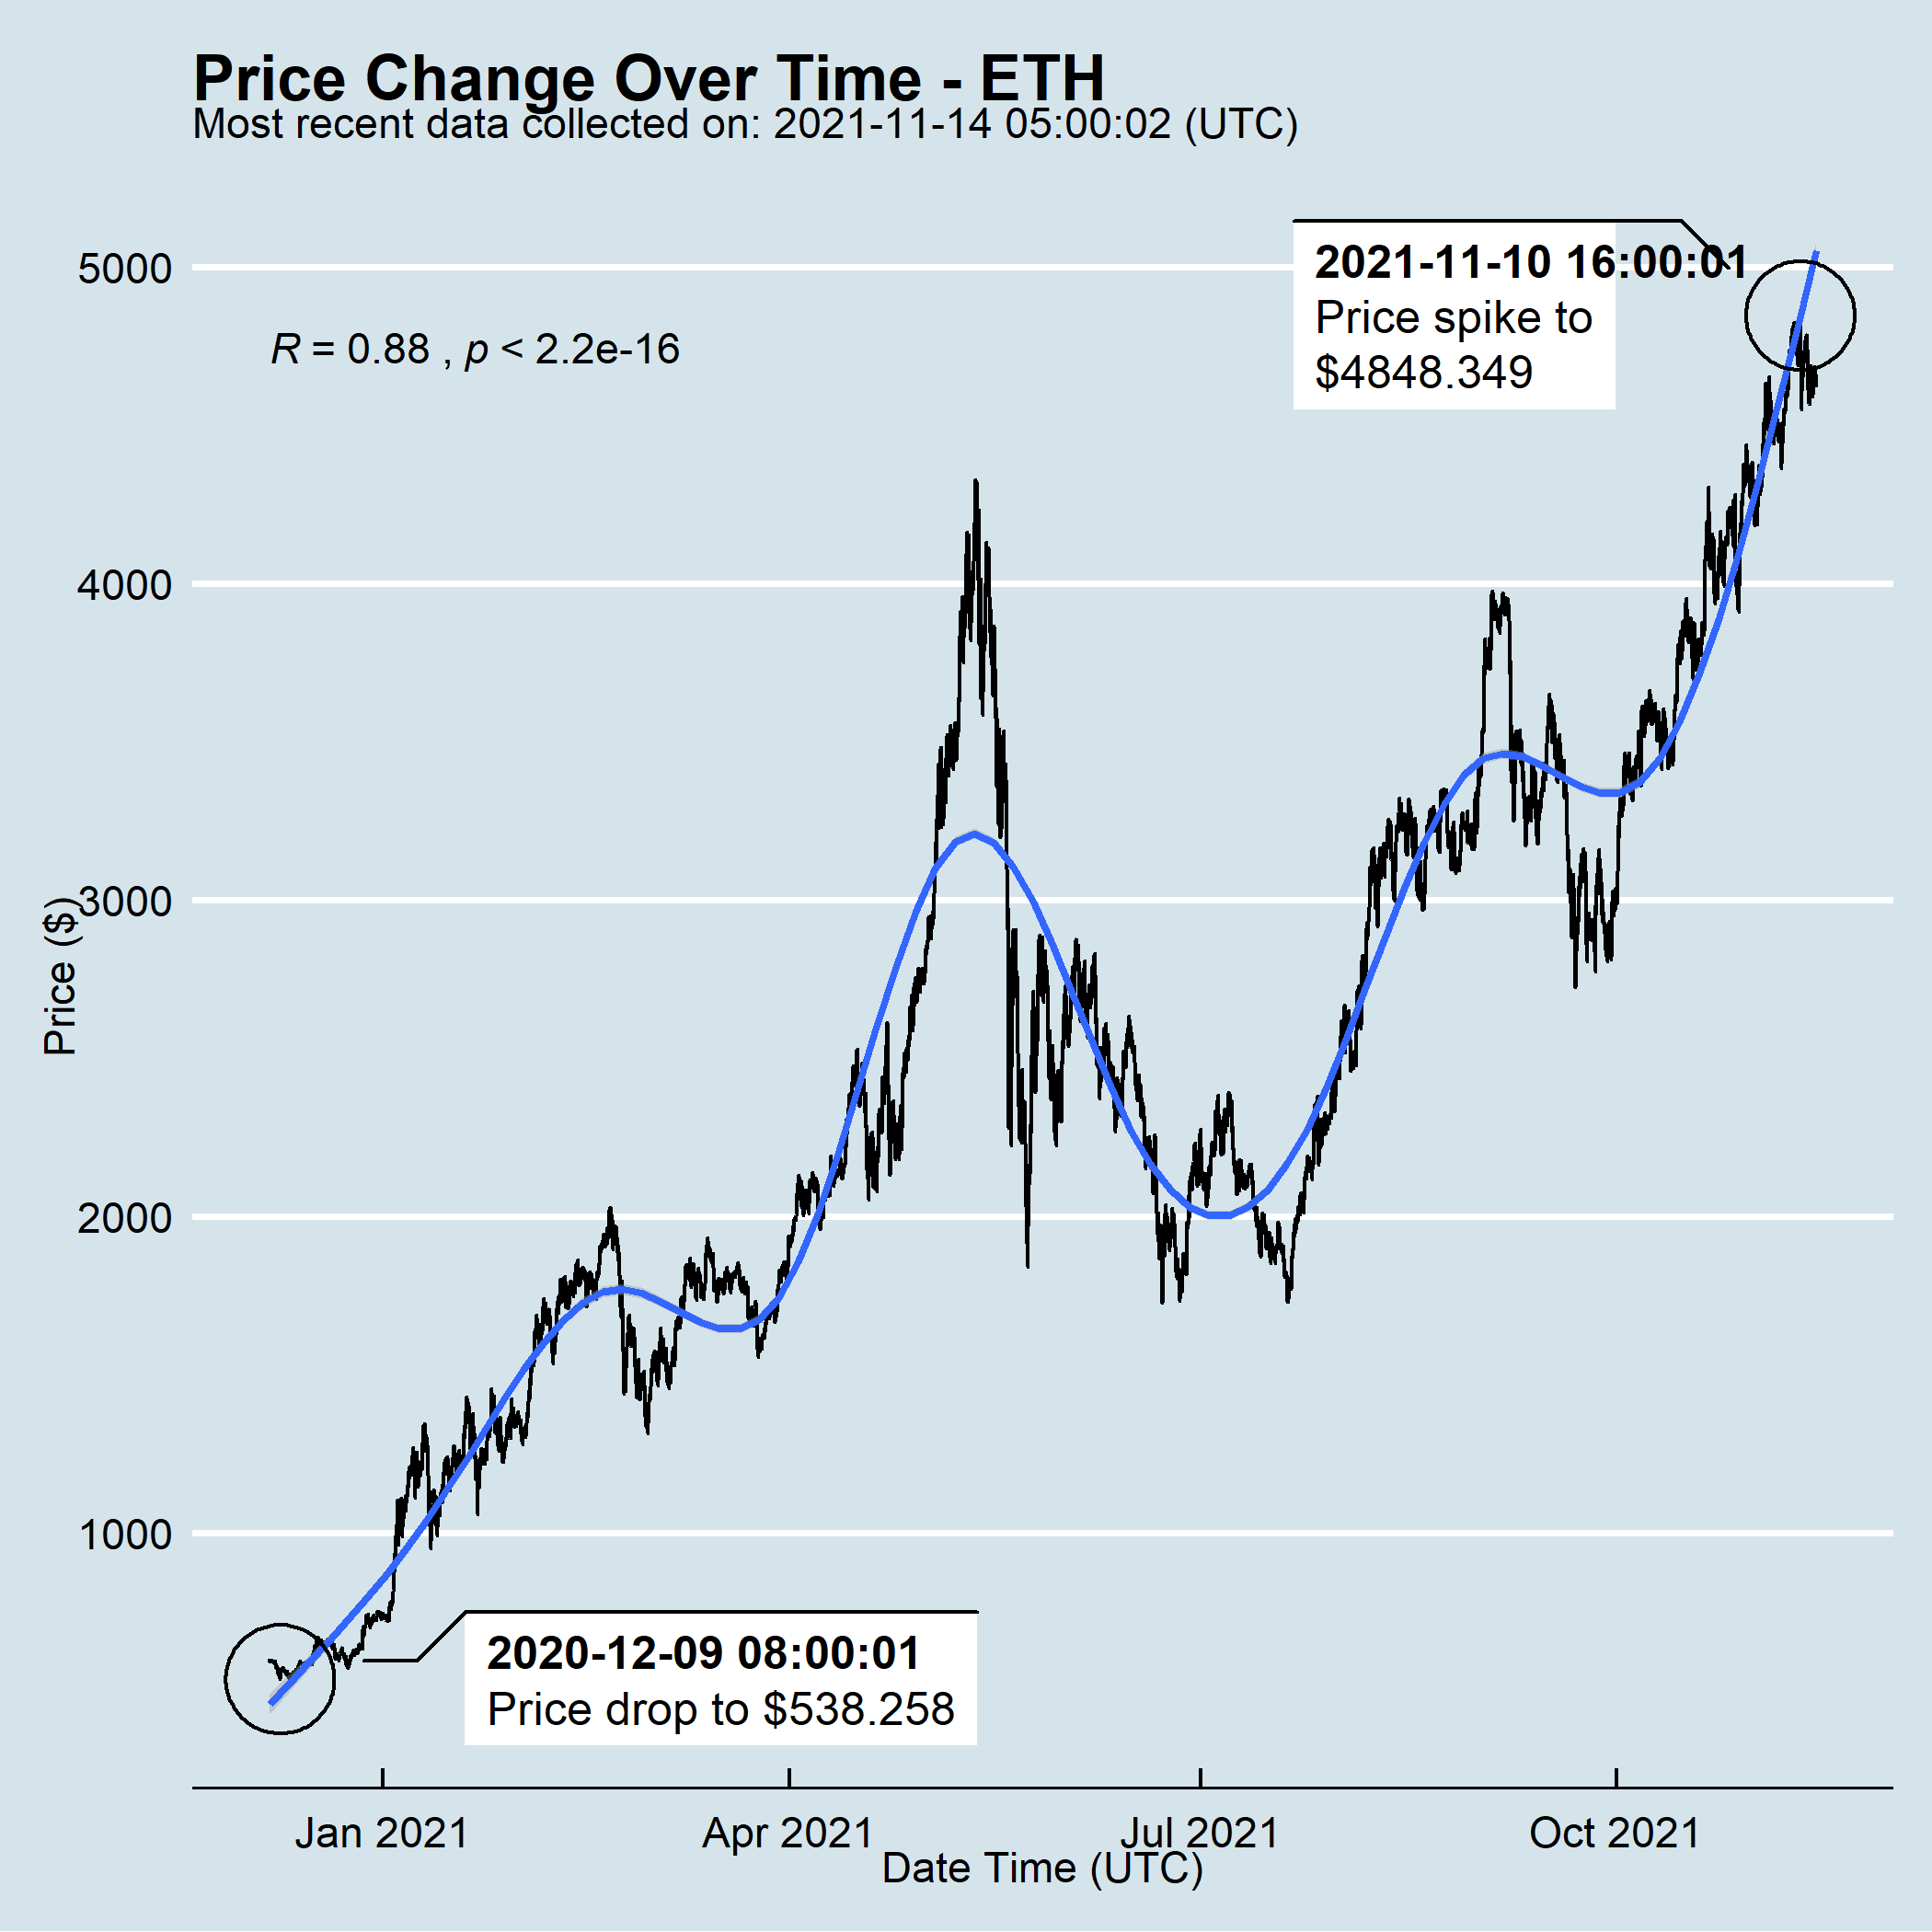 Price Change Over Time - ETH
Most recent data collected on: 2021-11-14 05:00:02 (UTC)
2021-11-10 16:00:01
Price spike to
$4848.349
R = 0.88 , p < 2.2e-16
5000
4000
3000
2000
1000
Price ($)
2020-12-09 08:00:01
Price drop to $538.258
Jan 2021
Apr 2021
Jul 2021
Oct 2021
Date Time (UTC)